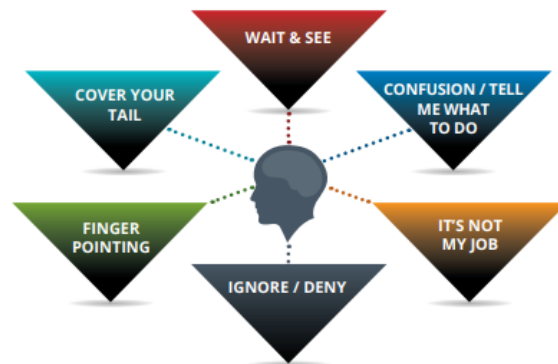 WAIT & SEE
COVER YOUR
TAIL
CONFUSION / TELL
ME WHAT
TO DO
FINGER
POINTING
IT'S NOT
MY JOB
IGNORE / DENY